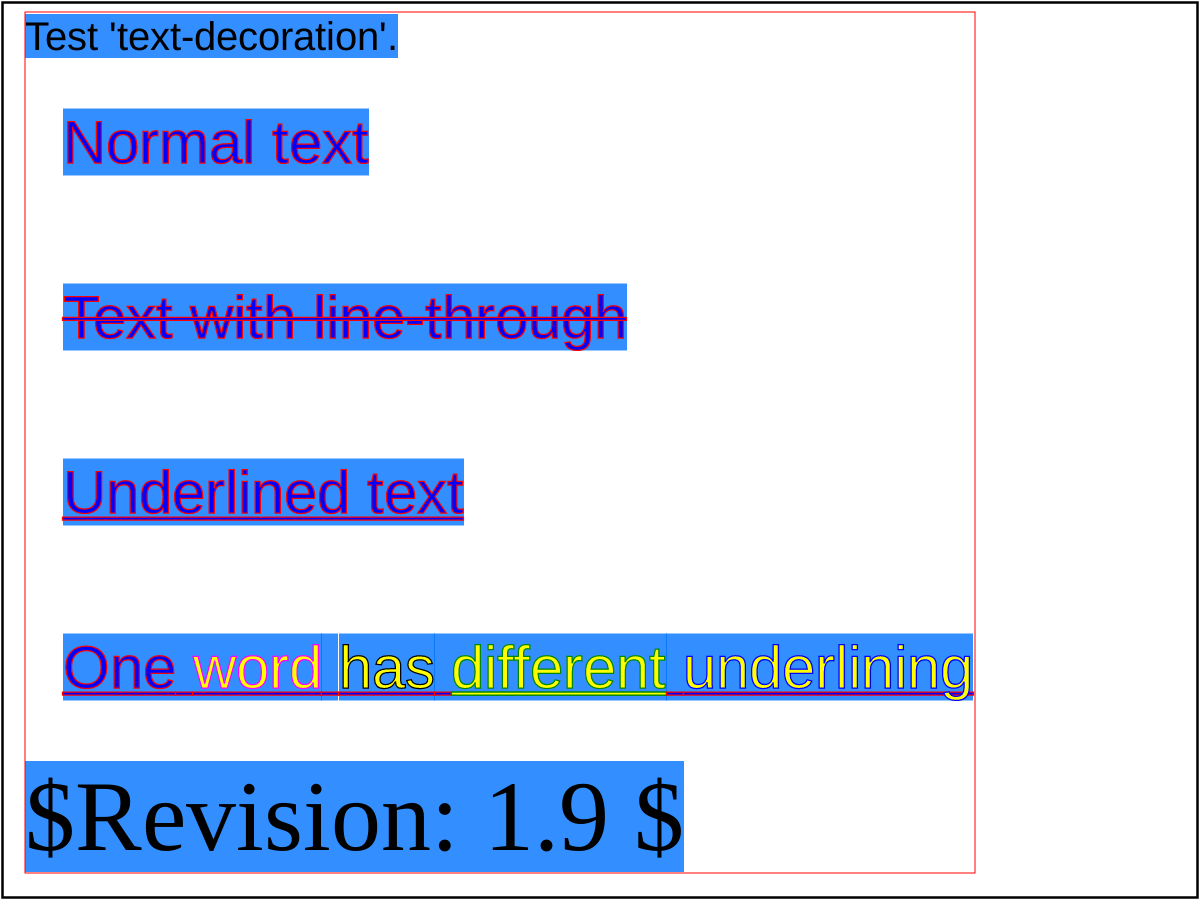 Test 'text-decoration'.
Normal text
Text with line-through
Underlined text
One word has different underlining
$Revision: 1.9 $